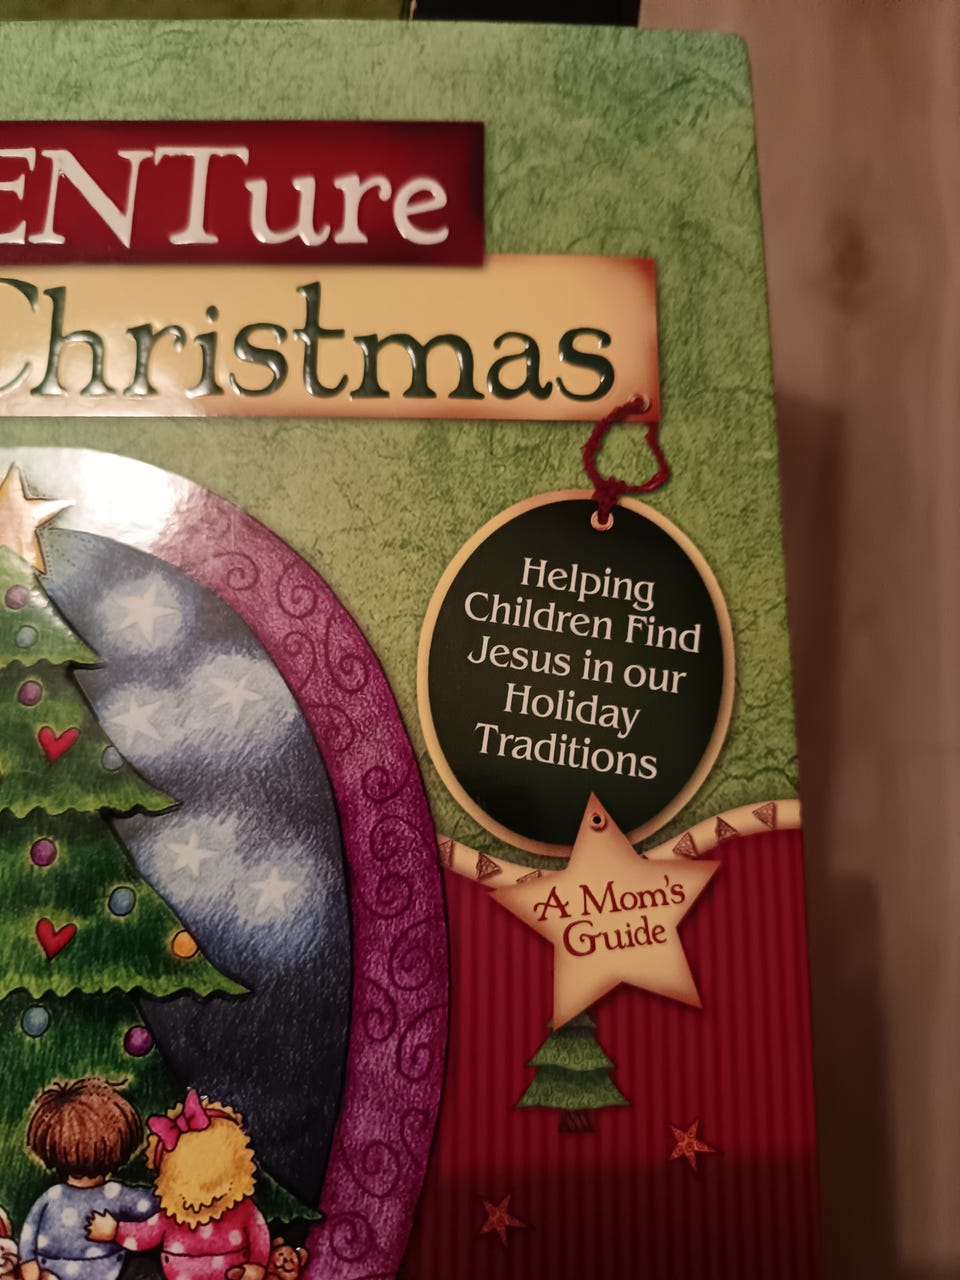 ENTure
Christmas
Helping
Children Find
Jesus in our
Holiday
Traditions
A Mom's
Guide